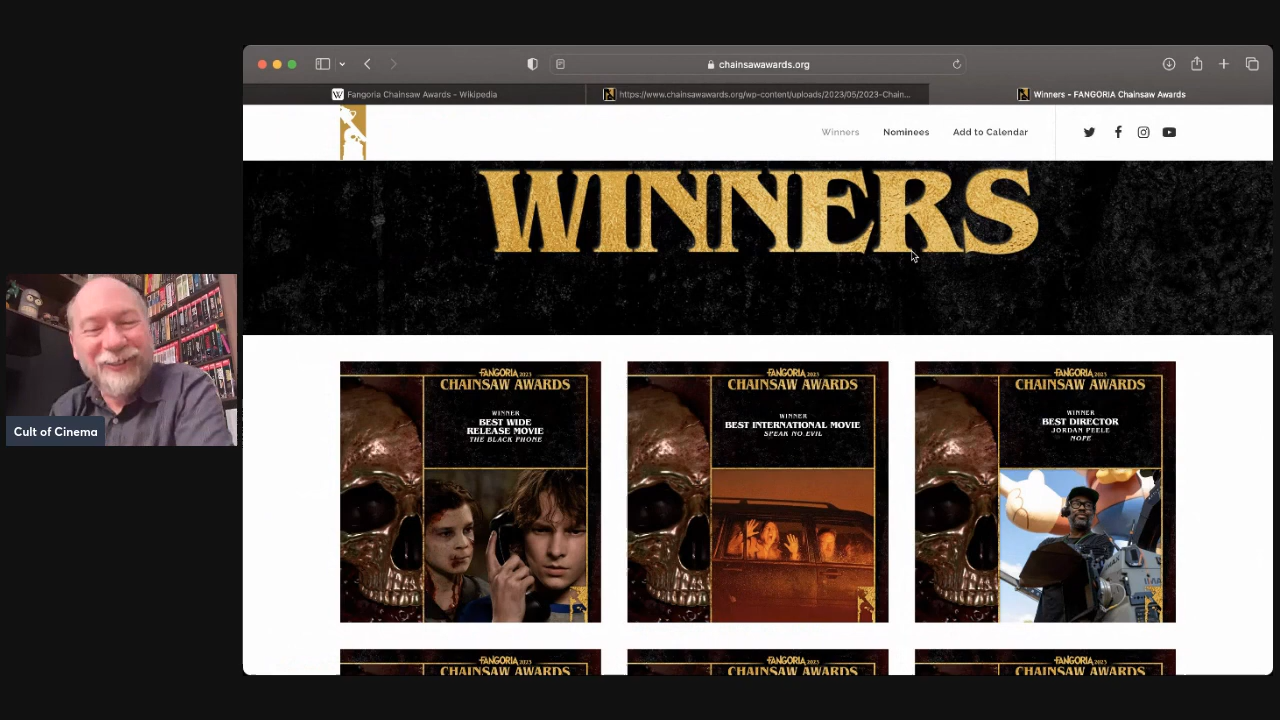 chainsawawards.org
Fangoria Chainsaw Awards - Wikipedia
https://www.chainsawawards.org/wp-content/uploads/2023/05/2023-Chain...
Winners - FANGORIA Chainsaw Awards
Winners
Nominees
Add to Calendar
WINNERS
Cult of Cinema
FANGORIA 2023
CHAINSAW AWARDS
WINNER
BEST WIDE
RELEASE MOVIE
THE BLACK PHONE
FANGORIA 2023
CHAINSAW AWARDS
WINNER
BEST INTERNATIONAL MOVIE
SPEAK NO EVIL
FANGORIA 2023
CHAINSAW AWARDS
WINNER
BEST DIRECTOR
JORDAN PEELE
NOPE
FANGORIA 2023
CHAINSAW AWARDS
FANGORIA 2023
CHAINSAW AWARDS
FANGORIA 2023
CHAINSAW AWARDS